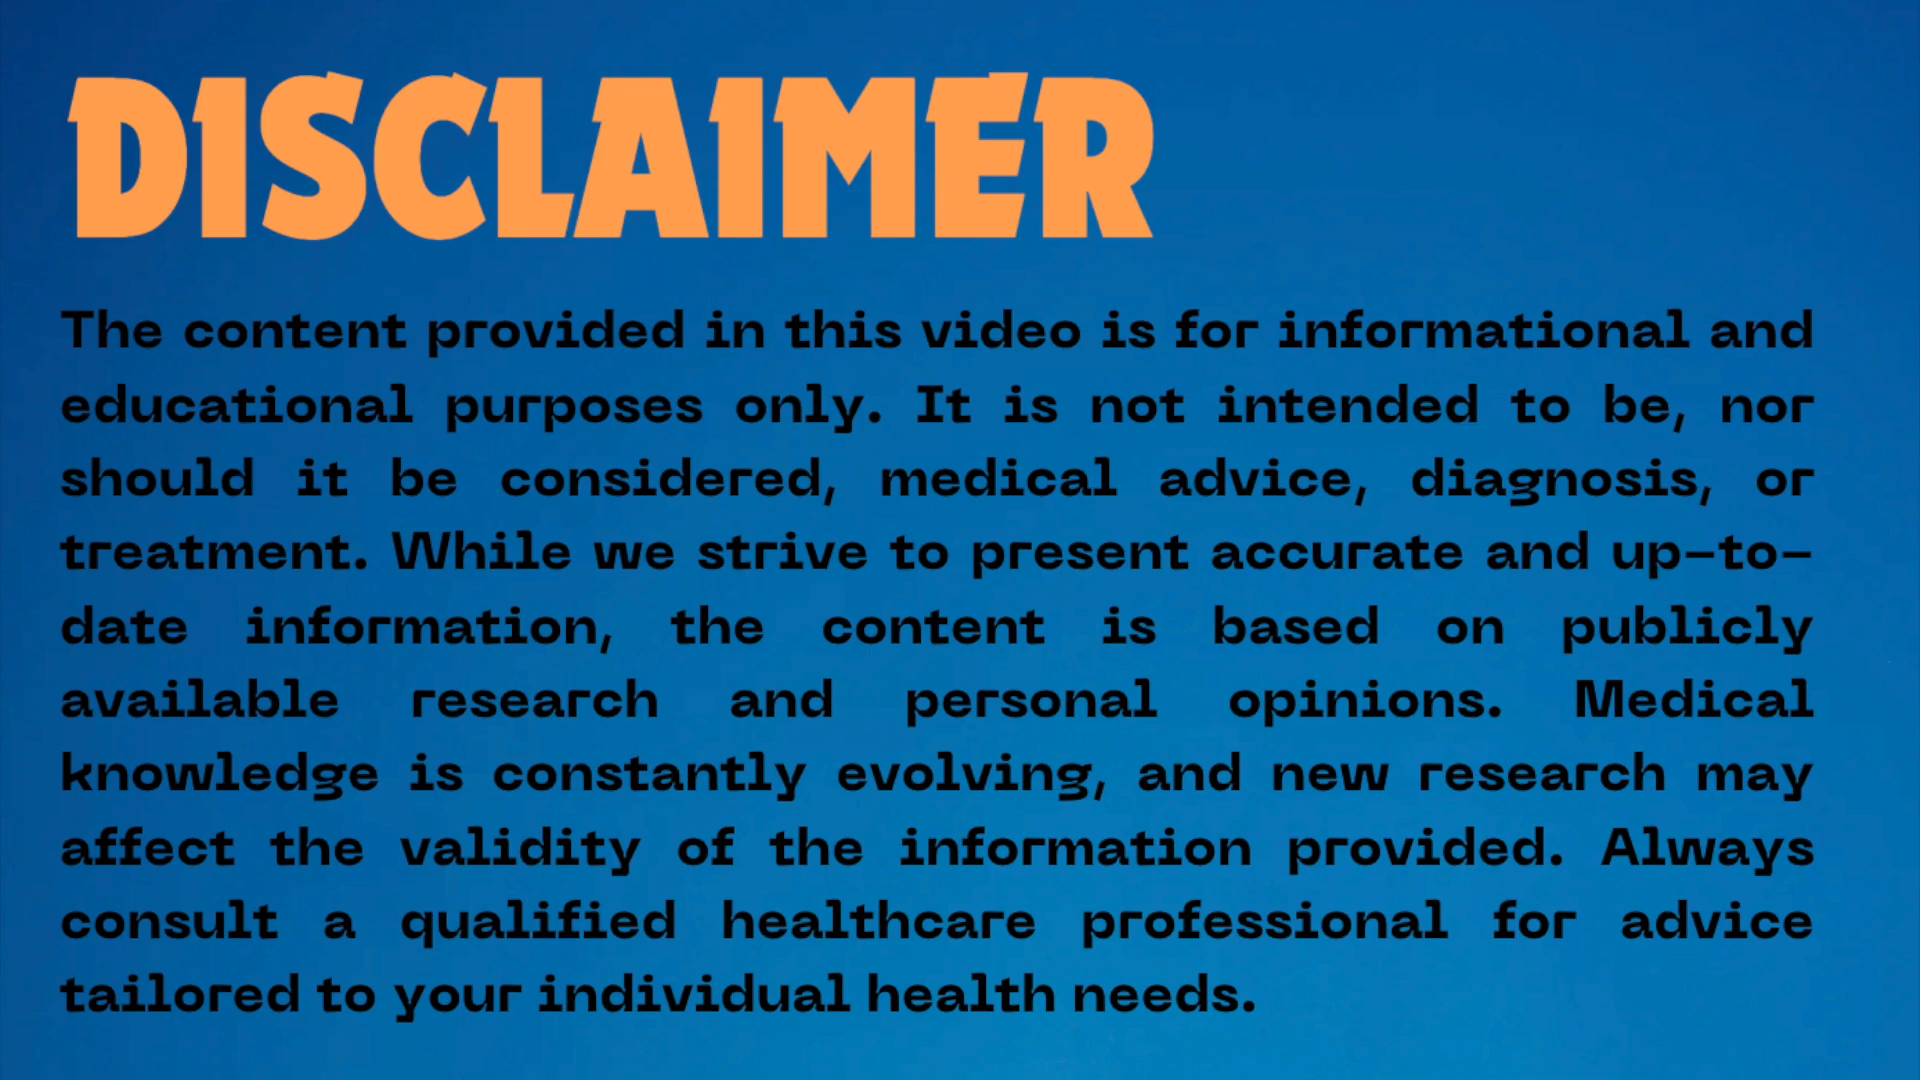 DISCLAIMER
The content provided in this video is for informational and
educational purposes only. It is not intended to be, nor
should it be considered, medical advice, diagnosis, or
treatment. While we strive to present accurate and up-to-
date information, the content is based on publicly
available research and personal opinions. Medical
knowledge is constantly evolving, and new research may
affect the validity of the information provided. Always
consult a qualified healthcare professional for advice
tailored to your individual health needs.